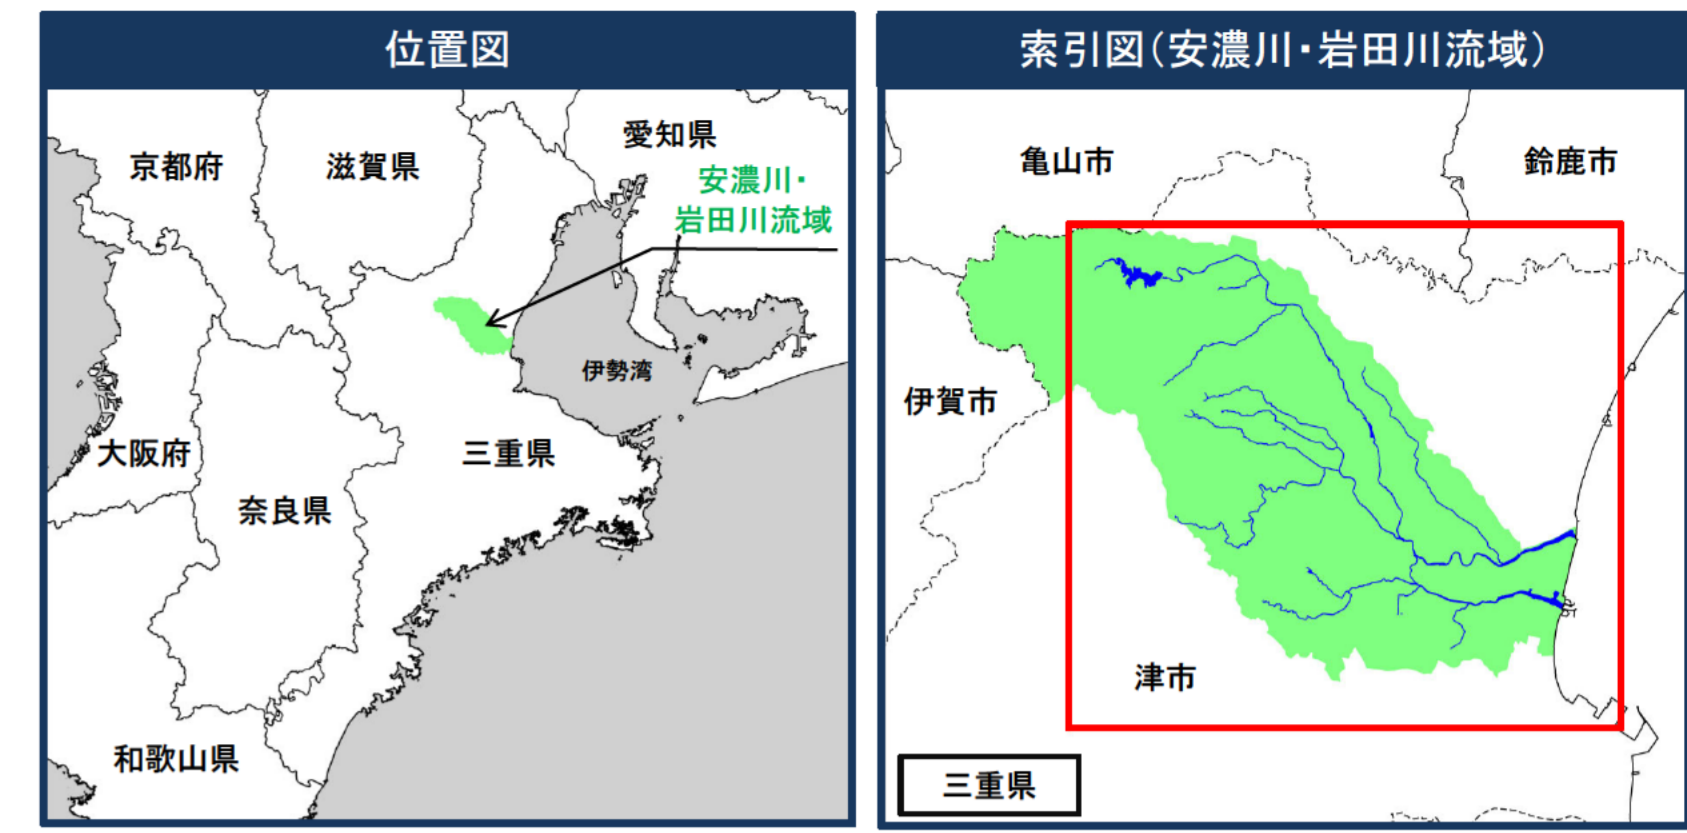 位置図
京都府
滋賀県
愛知県
安濃川・
岩田川流域
伊勢湾
大阪府
三重県
奈良県
和歌山県
索引図(安濃川・岩田川流域)
亀山市
鈴鹿市
伊賀市
津市
三重県